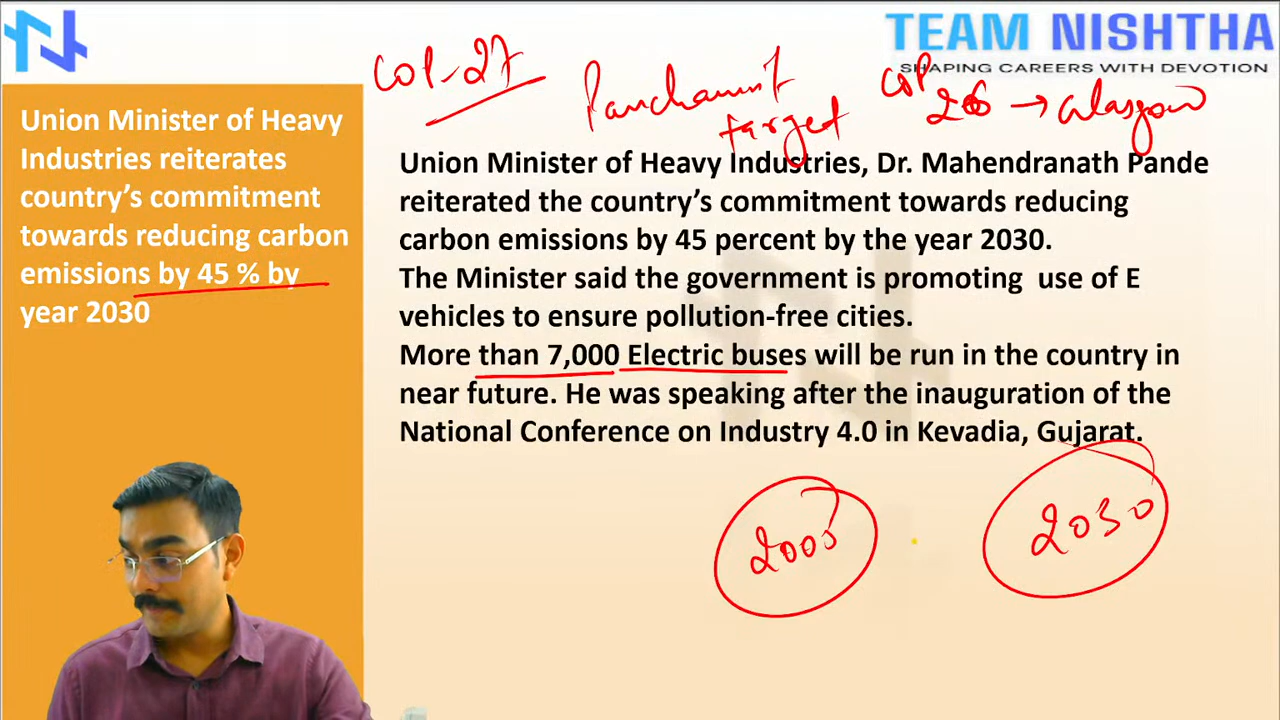 TEAM NISHTHA
SHAPING CAREERS WITH DEVOTION
COP-27
Panchamrit
target
COP
26 → Glasgow
Union Minister of Heavy
Industries reiterates
country's commitment
towards reducing carbon
emissions by 45 % by
year 2030
Union Minister of Heavy Industries, Dr. Mahendranath Pande
reiterated the country's commitment towards reducing
carbon emissions by 45 percent by the year 2030.
The Minister said the government is promoting use of E
vehicles to ensure pollution-free cities.
More than 7,000 Electric buses will be run in the country in
near future. He was speaking after the inauguration of the
National Conference on Industry 4.0 in Kevadia, Gujarat.
2005
2030